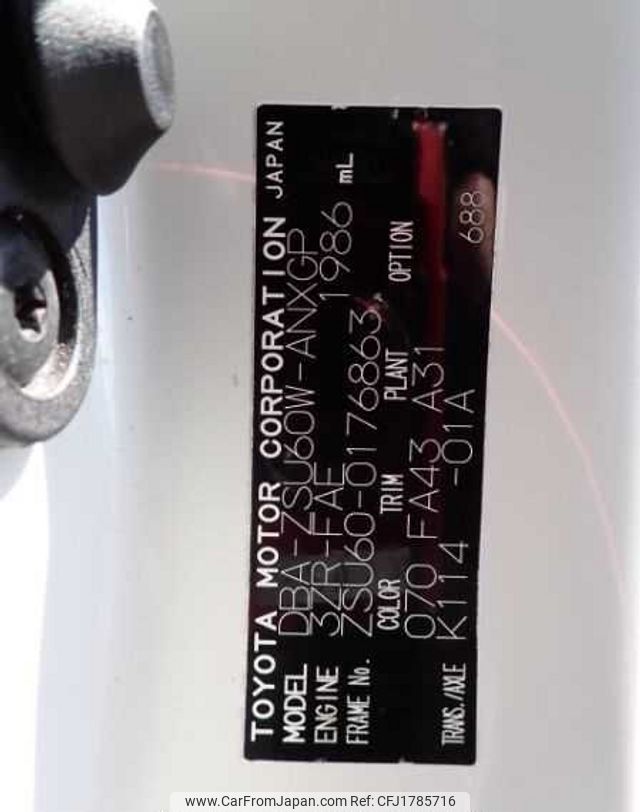 TOYOTA MOTOR CORPORATION JAPAN
MODEL DBA-ZSU60W-ANXGP
ENGINE 3ZR-FAE 1986 mL
FRAME No. ZSU60-0176863
COLOR TRIM PLANT OPTION
070 FA43 A31
TRANS./AXLE K114 -01A
688
www.CarFromJapan.com Ref: CFJ1785716